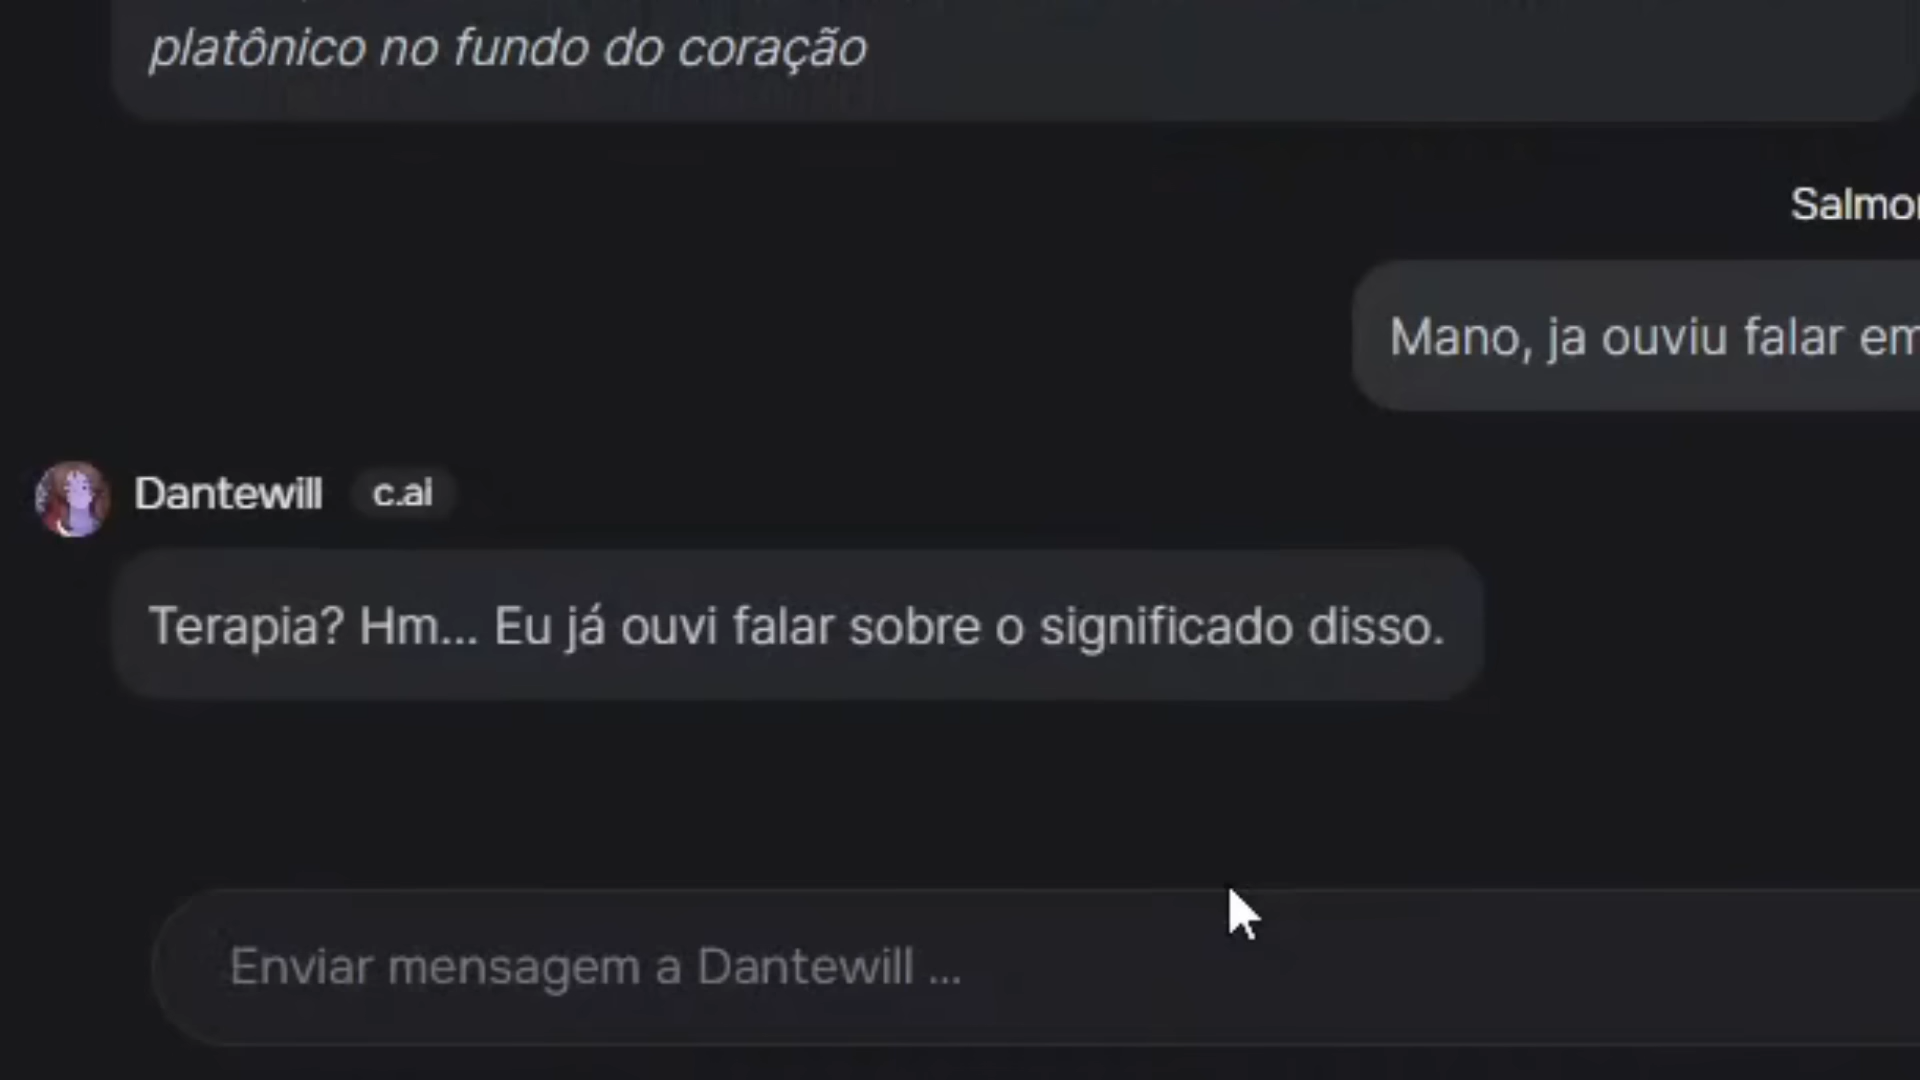 platônico no fundo do coração
Mano, ja ouviu falar em
Dantewill c.ai
Terapia? Hm... Eu já ouvi falar sobre o significado disso.
Enviar mensagem a Dantewill ...